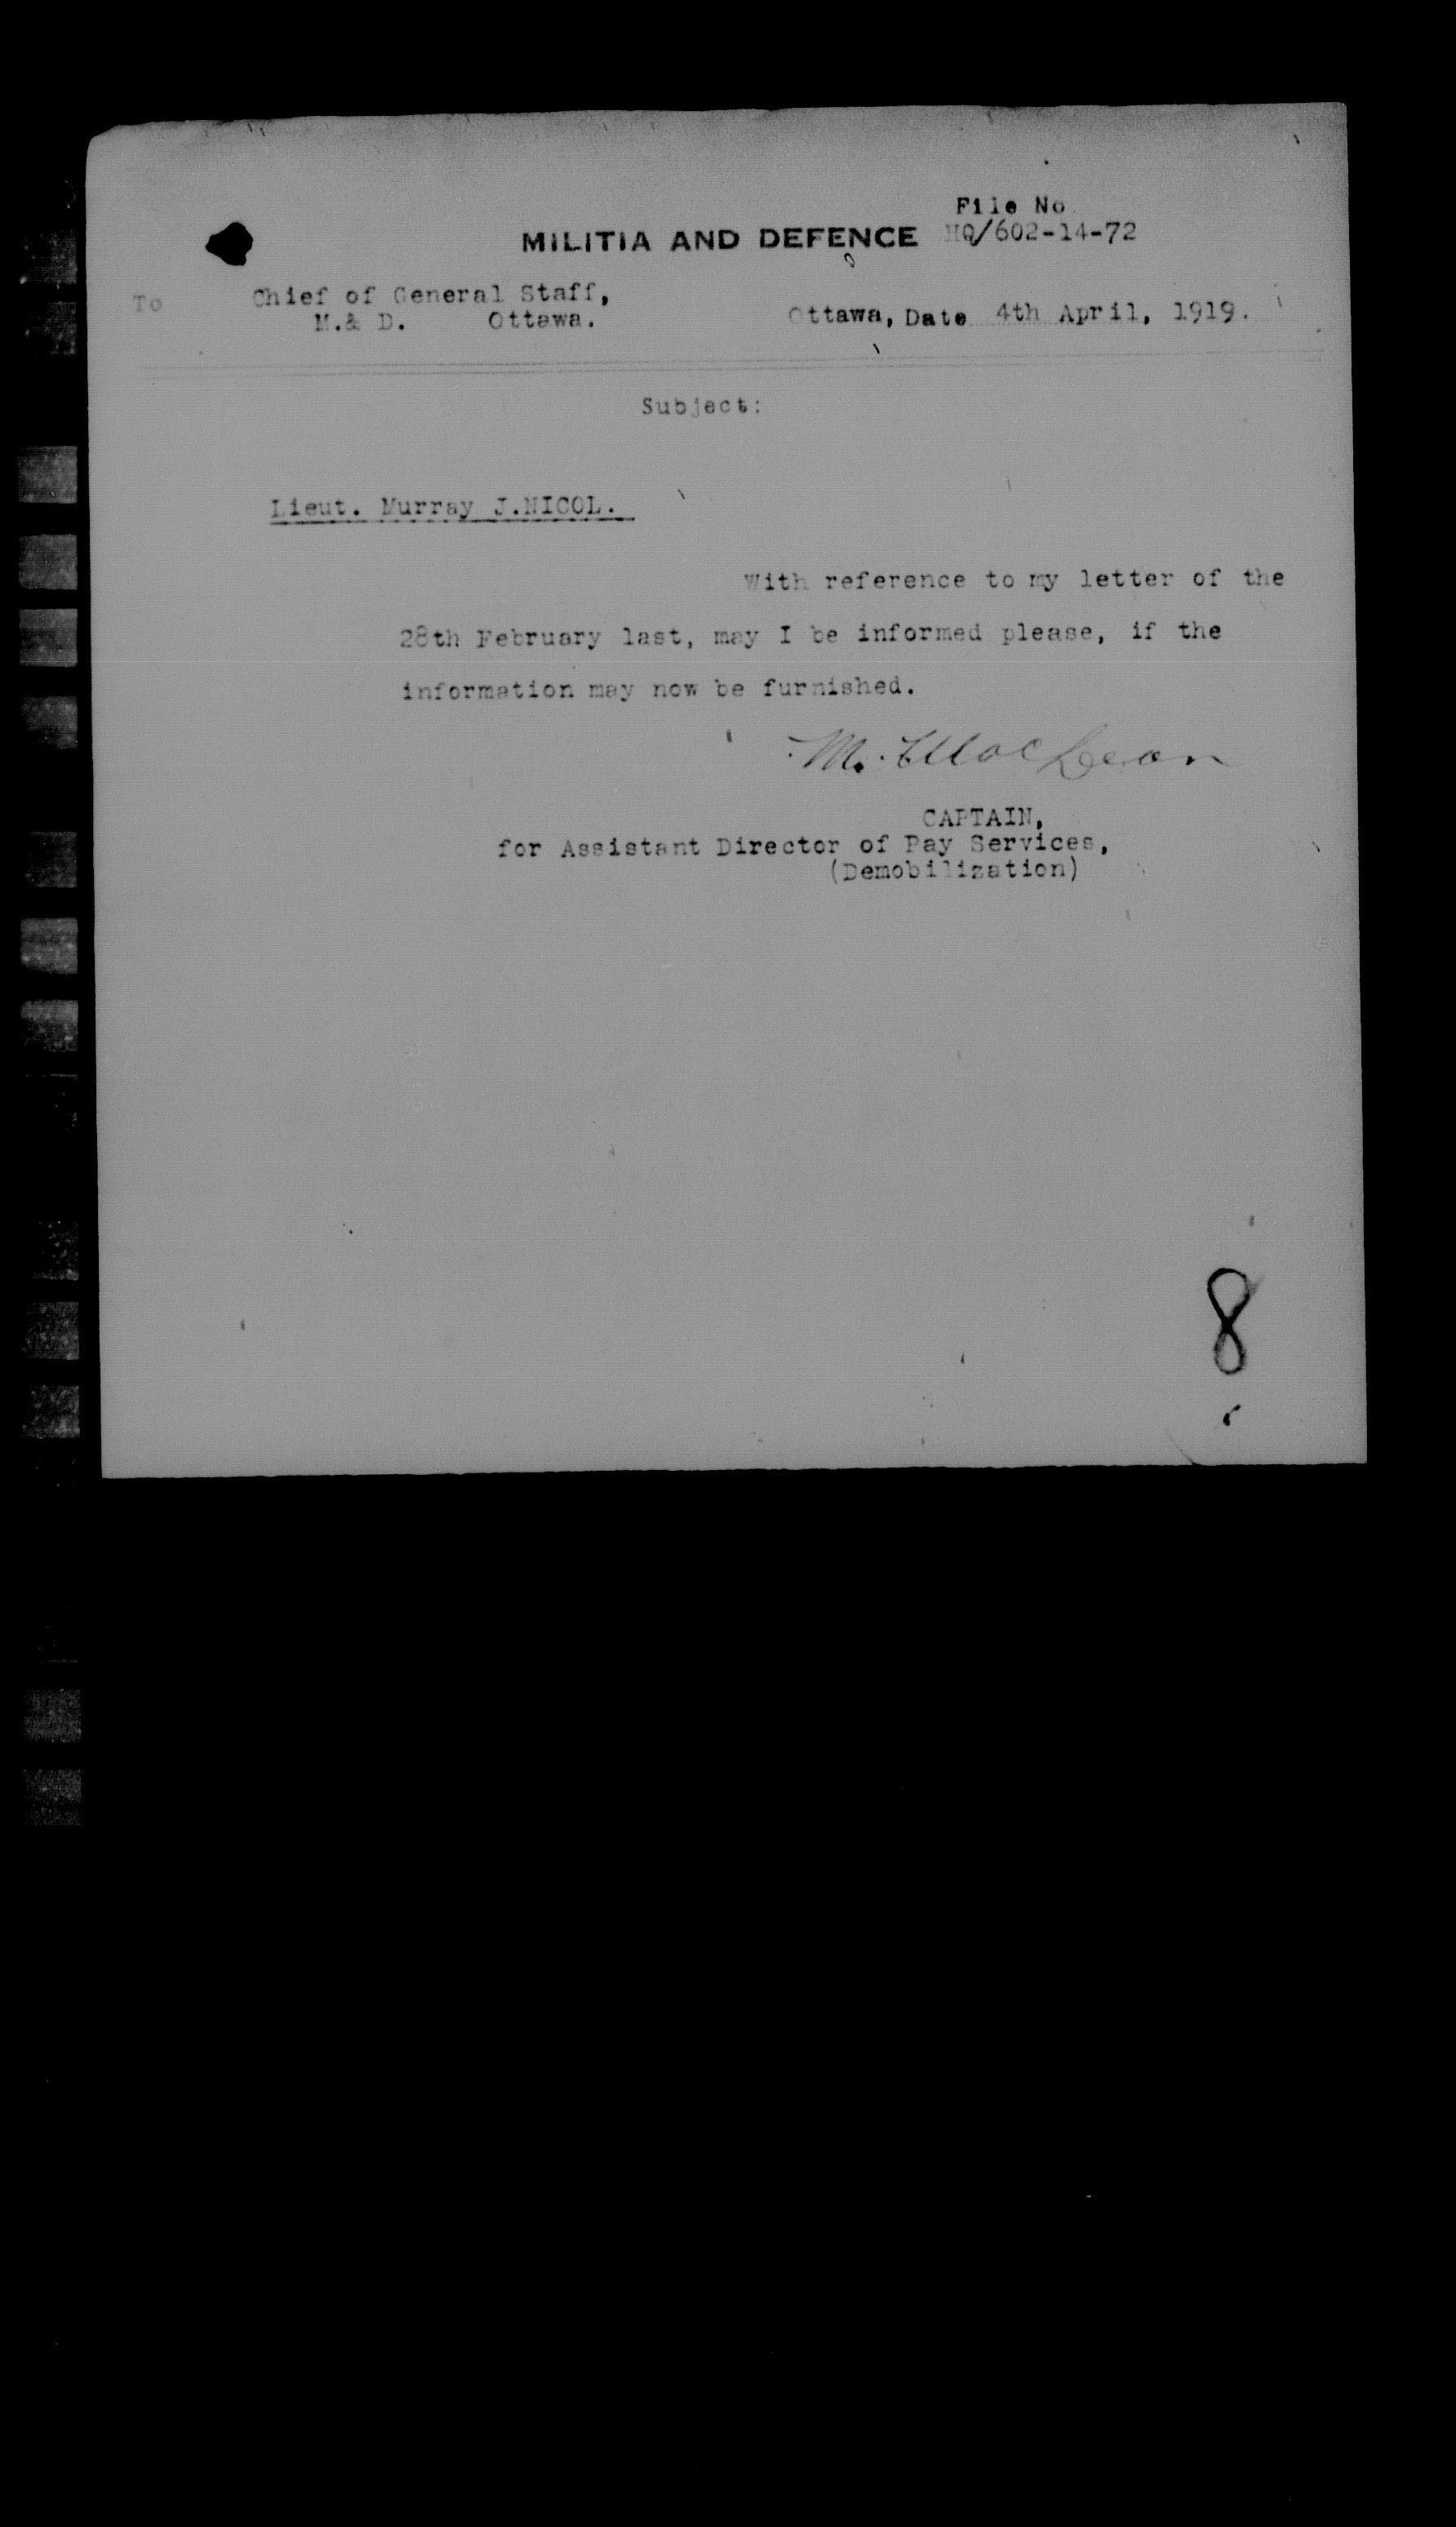 File No
MILITIA AND DEFENCE HQ/602-14-72
To Chief of General Staff,
M.& D. Ottawa.
Ottawa, Date 4th April, 1919.
Subject:
Lieut. Murray J.NICOL.
With reference to my letter of the
28th February last, may I be informed please, if the
information may now be furnished.
M. MacLean
CAPTAIN,
for Assistant Director of Pay Services,
(Demobilization)
8